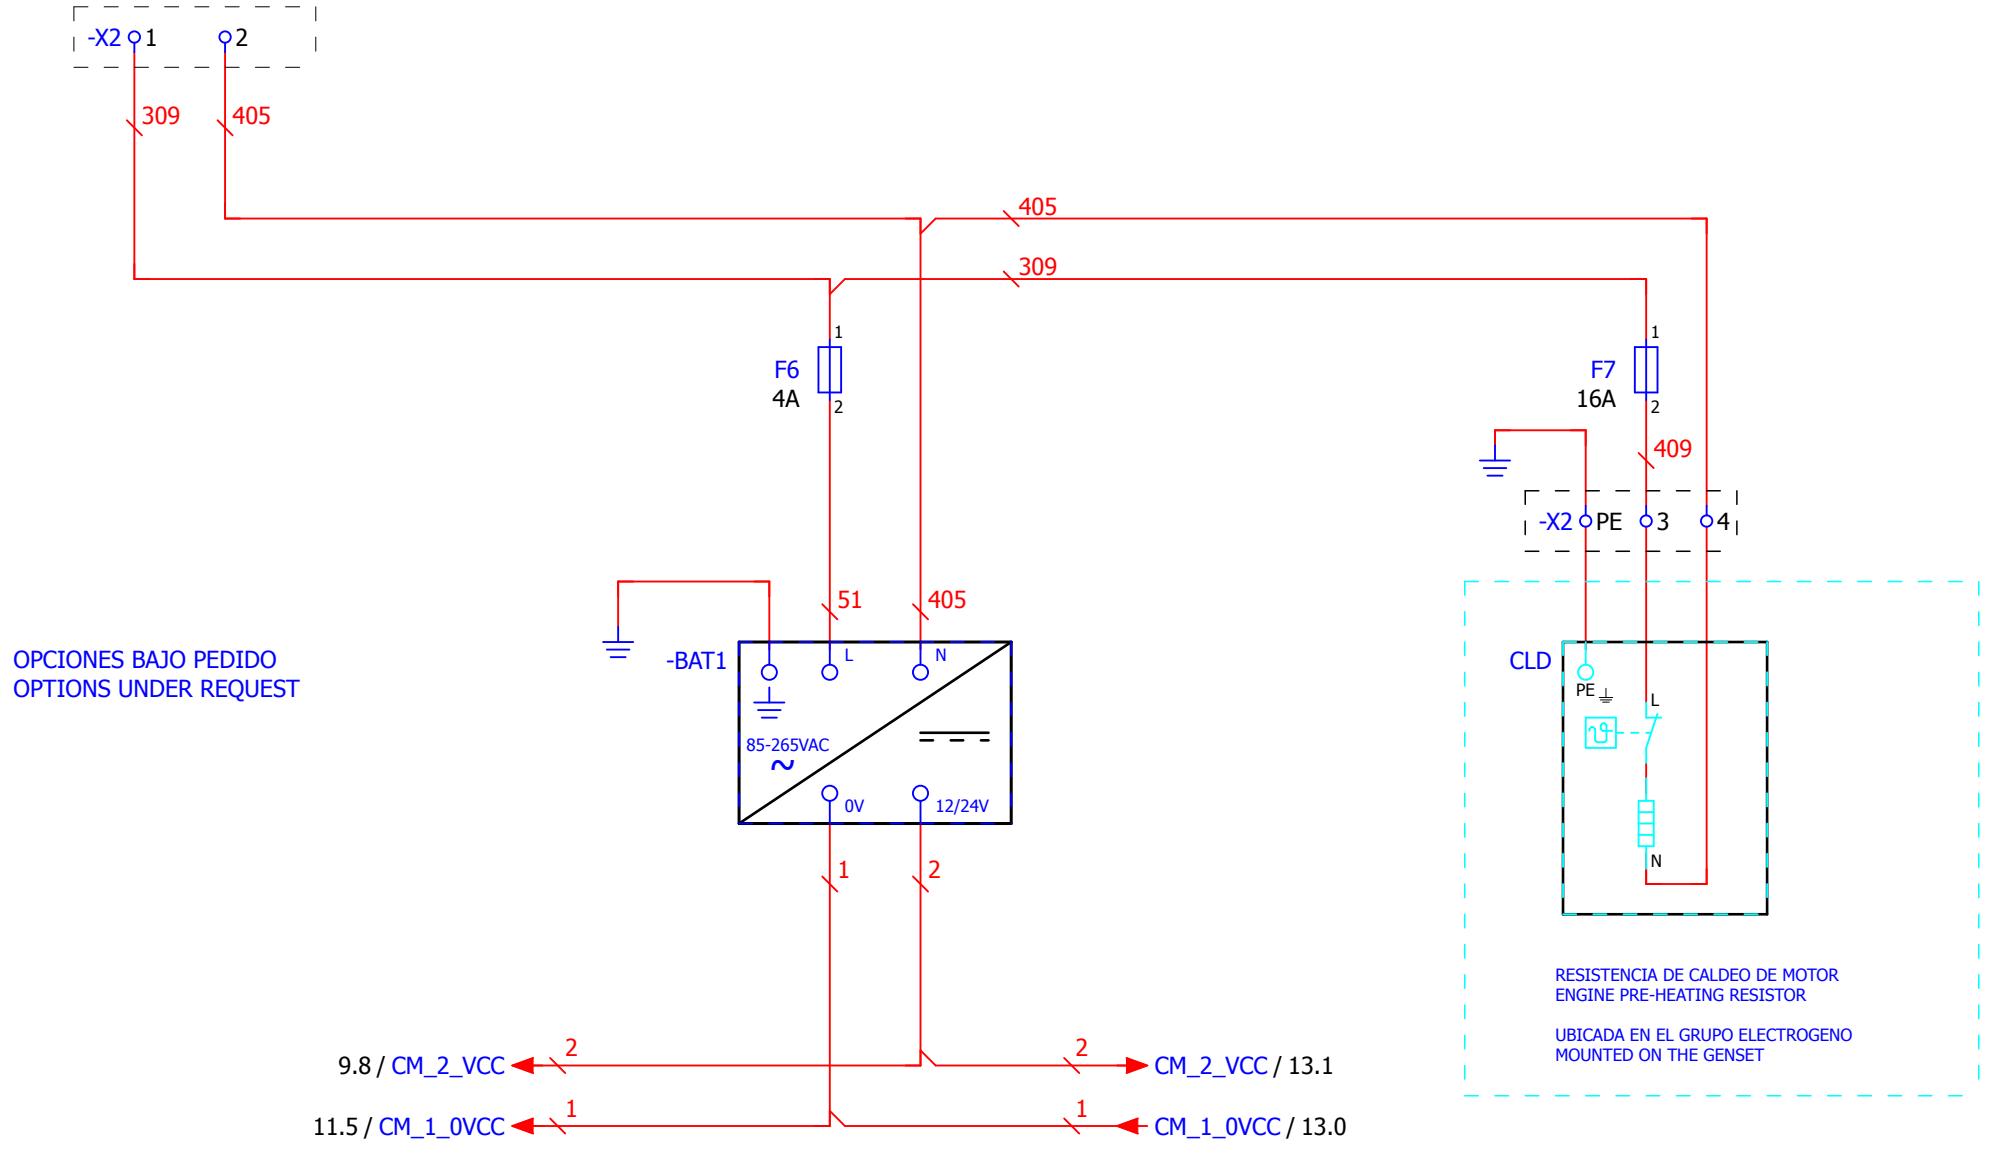 -X2 1 2
309 405
405
309
1 1
F6 F7
4A 16A
2 2
409
-X2 PE 3 4
51 405
OPCIONES BAJO PEDIDO
OPTIONS UNDER REQUEST
-BAT1 L N
CLD
PE L
85-265VAC
~
0V 12/24V
N
1 2
RESISTENCIA DE CALDEO DE MOTOR
ENGINE PRE-HEATING RESISTOR
UBICADA EN EL GRUPO ELECTROGENO
MOUNTED ON THE GENSET
2 2
9.8 / CM_2_VCC CM_2_VCC / 13.1
1 1
11.5 / CM_1_0VCC CM_1_0VCC / 13.0